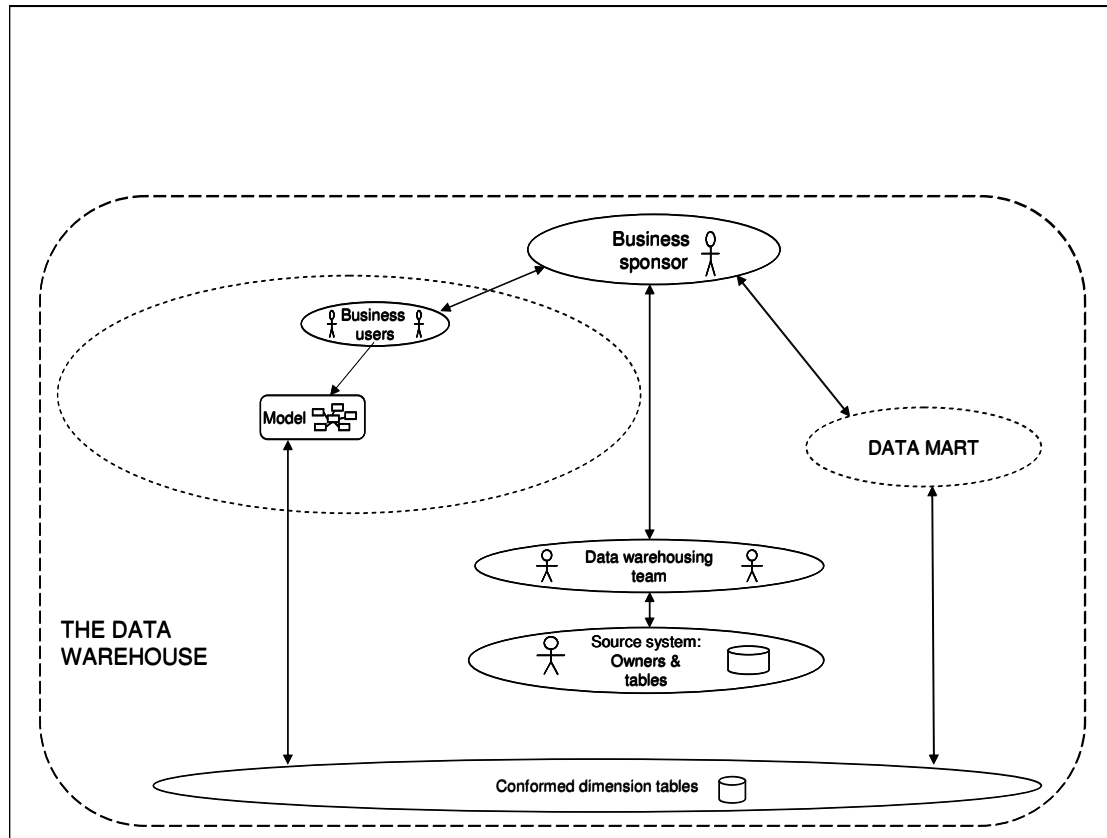 Business
sponsor
Business
users
Model
DATA MART
Data warehousing
team
Source system:
Owners &
tables
THE DATA
WAREHOUSE
Conformed dimension tables